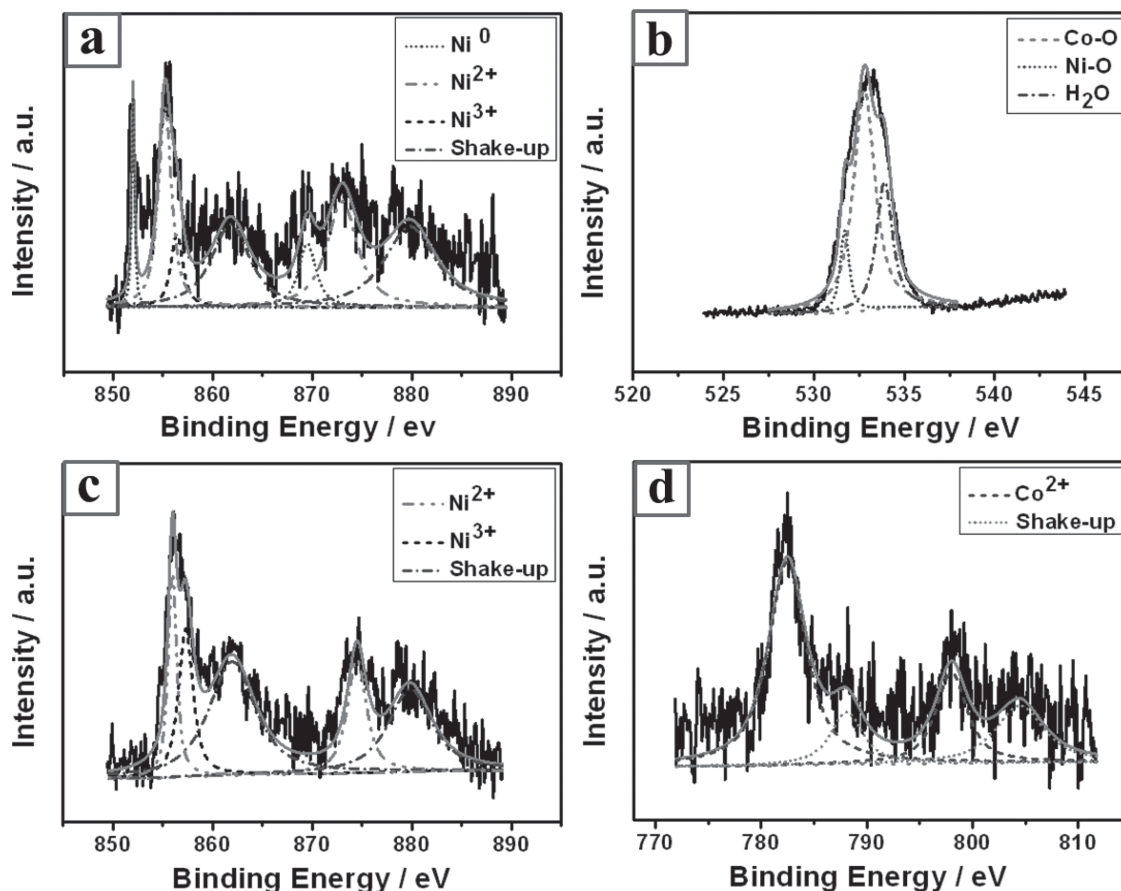 a
Ni 0
Ni2+
Ni3+
Shake-up
Intensity / a.u.
850 860 870 880 890
Binding Energy / ev
b
Co-O
Ni-O
H2O
Intensity / a.u.
520 525 530 535 540 545
Binding Energy / eV
c
Ni2+
Ni3+
Shake-up
Intensity / a.u.
850 860 870 880 890
Binding Energy / eV
d
Co2+
Shake-up
Intensity / a.u.
770 780 790 800 810
Binding Energy / eV